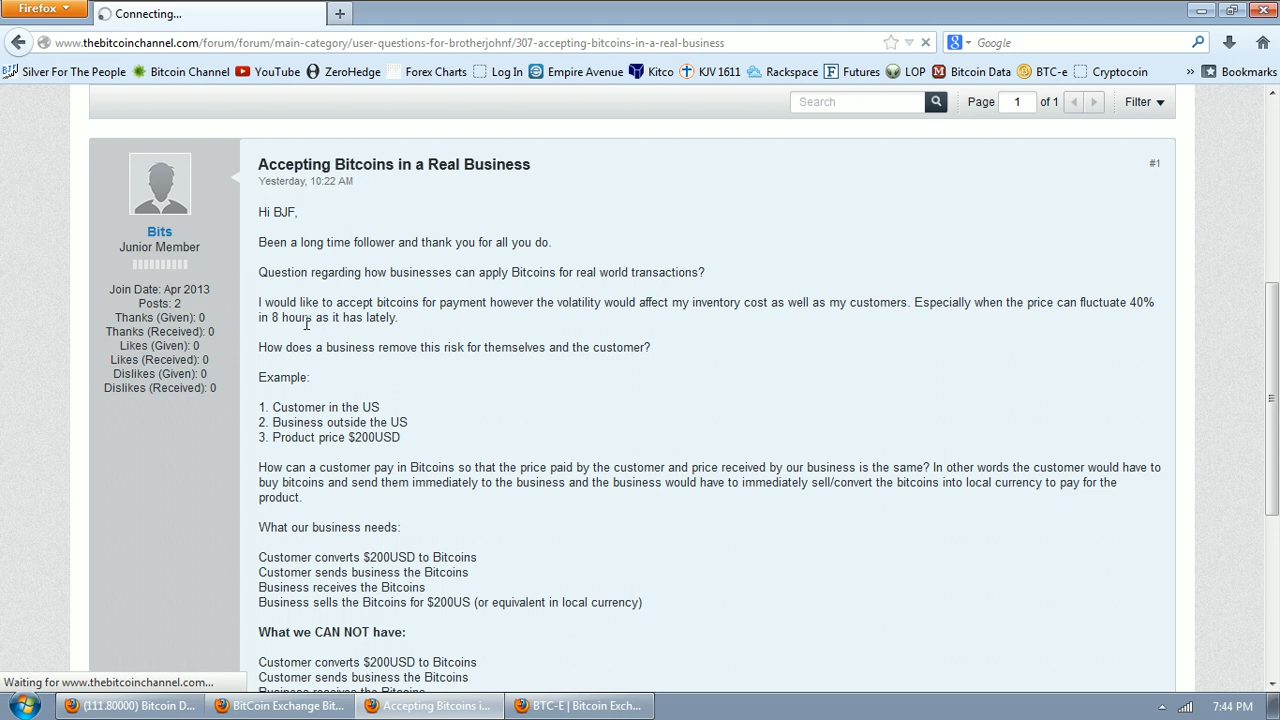 Firefox
Connecting...
www.thebitcoinchannel.com/forum/forum/main-category/user-questions-for-brotherjohnf/307-accepting-bitcoins-in-a-real-business
Google
Silver For The People
Bitcoin Channel
YouTube
ZeroHedge
Forex Charts
Log In
Empire Avenue
Kitco
KJV 1611
Rackspace
Futures
LOP
Bitcoin Data
BTC-e
Cryptocoin
»
Bookmarks
Search
Page 1 of 1
Filter
Accepting Bitcoins in a Real Business
#1
Yesterday, 10:22 AM
Bits
Junior Member
Join Date: Apr 2013
Posts: 2
Thanks (Given): 0
Thanks (Received): 0
Likes (Given): 0
Likes (Received): 0
Dislikes (Given): 0
Dislikes (Received): 0
Hi BJF,
Been a long time follower and thank you for all you do.
Question regarding how businesses can apply Bitcoins for real world transactions?
I would like to accept bitcoins for payment however the volatility would affect my inventory cost as well as my customers. Especially when the price can fluctuate 40%
in 8 hours as it has lately.
How does a business remove this risk for themselves and the customer?
Example:
1. Customer in the US
2. Business outside the US
3. Product price $200USD
How can a customer pay in Bitcoins so that the price paid by the customer and price received by our business is the same? In other words the customer would have to
buy bitcoins and send them immediately to the business and the business would have to immediately sell/convert the bitcoins into local currency to pay for the
product.
What our business needs:
Customer converts $200USD to Bitcoins
Customer sends business the Bitcoins
Business receives the Bitcoins
Business sells the Bitcoins for $200US (or equivalent in local currency)
What we CAN NOT have:
Customer converts $200USD to Bitcoins
Customer sends business the Bitcoins
Business receives the Bitcoins
Waiting for www.thebitcoinchannel.com...
(111.80000) Bitcoin D...
BitCoin Exchange Bit...
Accepting Bitcoins i...
BTC-E | Bitcoin Exch...
7:44 PM